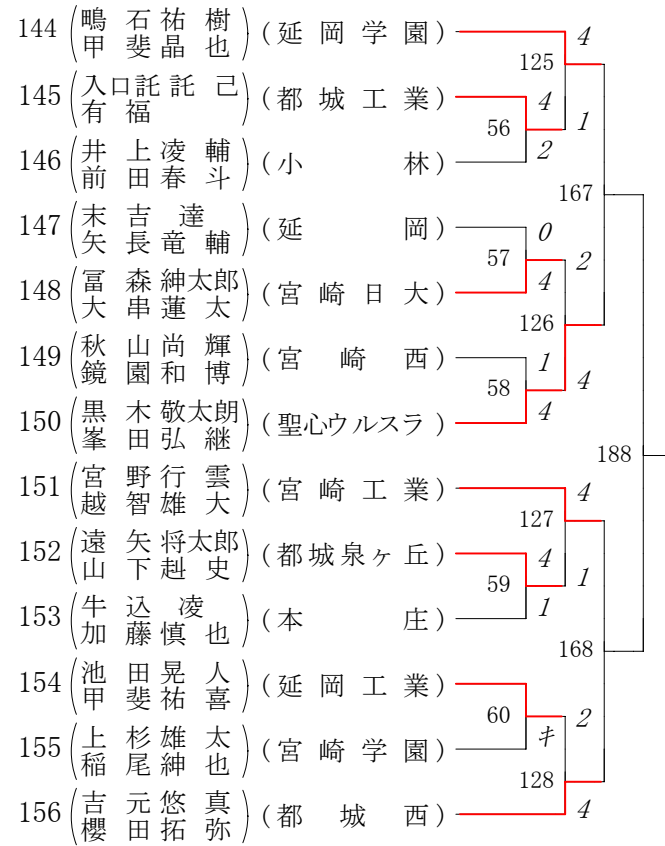 144 (鴫石祐樹 (延岡学園) 4
甲斐晶也
125
145 (入口託託己 (都城工業) 4
有福
56 1
146 (井上凌輔 (小林) 2
前田春斗
167
147 (末吉達 (延岡) 0
矢長竜輔
57 2
148 (冨森紳太郎 (宮崎日大) 4
大串蓮太
126
149 (秋山尚輝 (宮崎西) 1
鏡園和博
58 4
150 (黒木敬太朗 (聖心ウルスラ) 4
峯田弘継
188
151 (宮野行雲 (宮崎工業) 4
越智雄大
127
152 (遠矢将太郎 (都城泉ヶ丘) 4
山下赳史
59 1
153 (牛込凌 (本庄) 1
加藤慎也
168
154 (池田晃人 (延岡工業)
甲斐祐喜
60 2
155 (上杉雄太 (宮崎学園) キ
稲尾紳也
128
156 (吉元悠真 (都城西) 4
櫻田拓弥